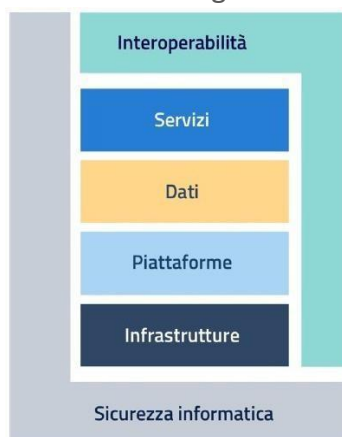 Interoperabilità
Servizi
Dati
Piattaforme
Infrastrutture
Sicurezza informatica